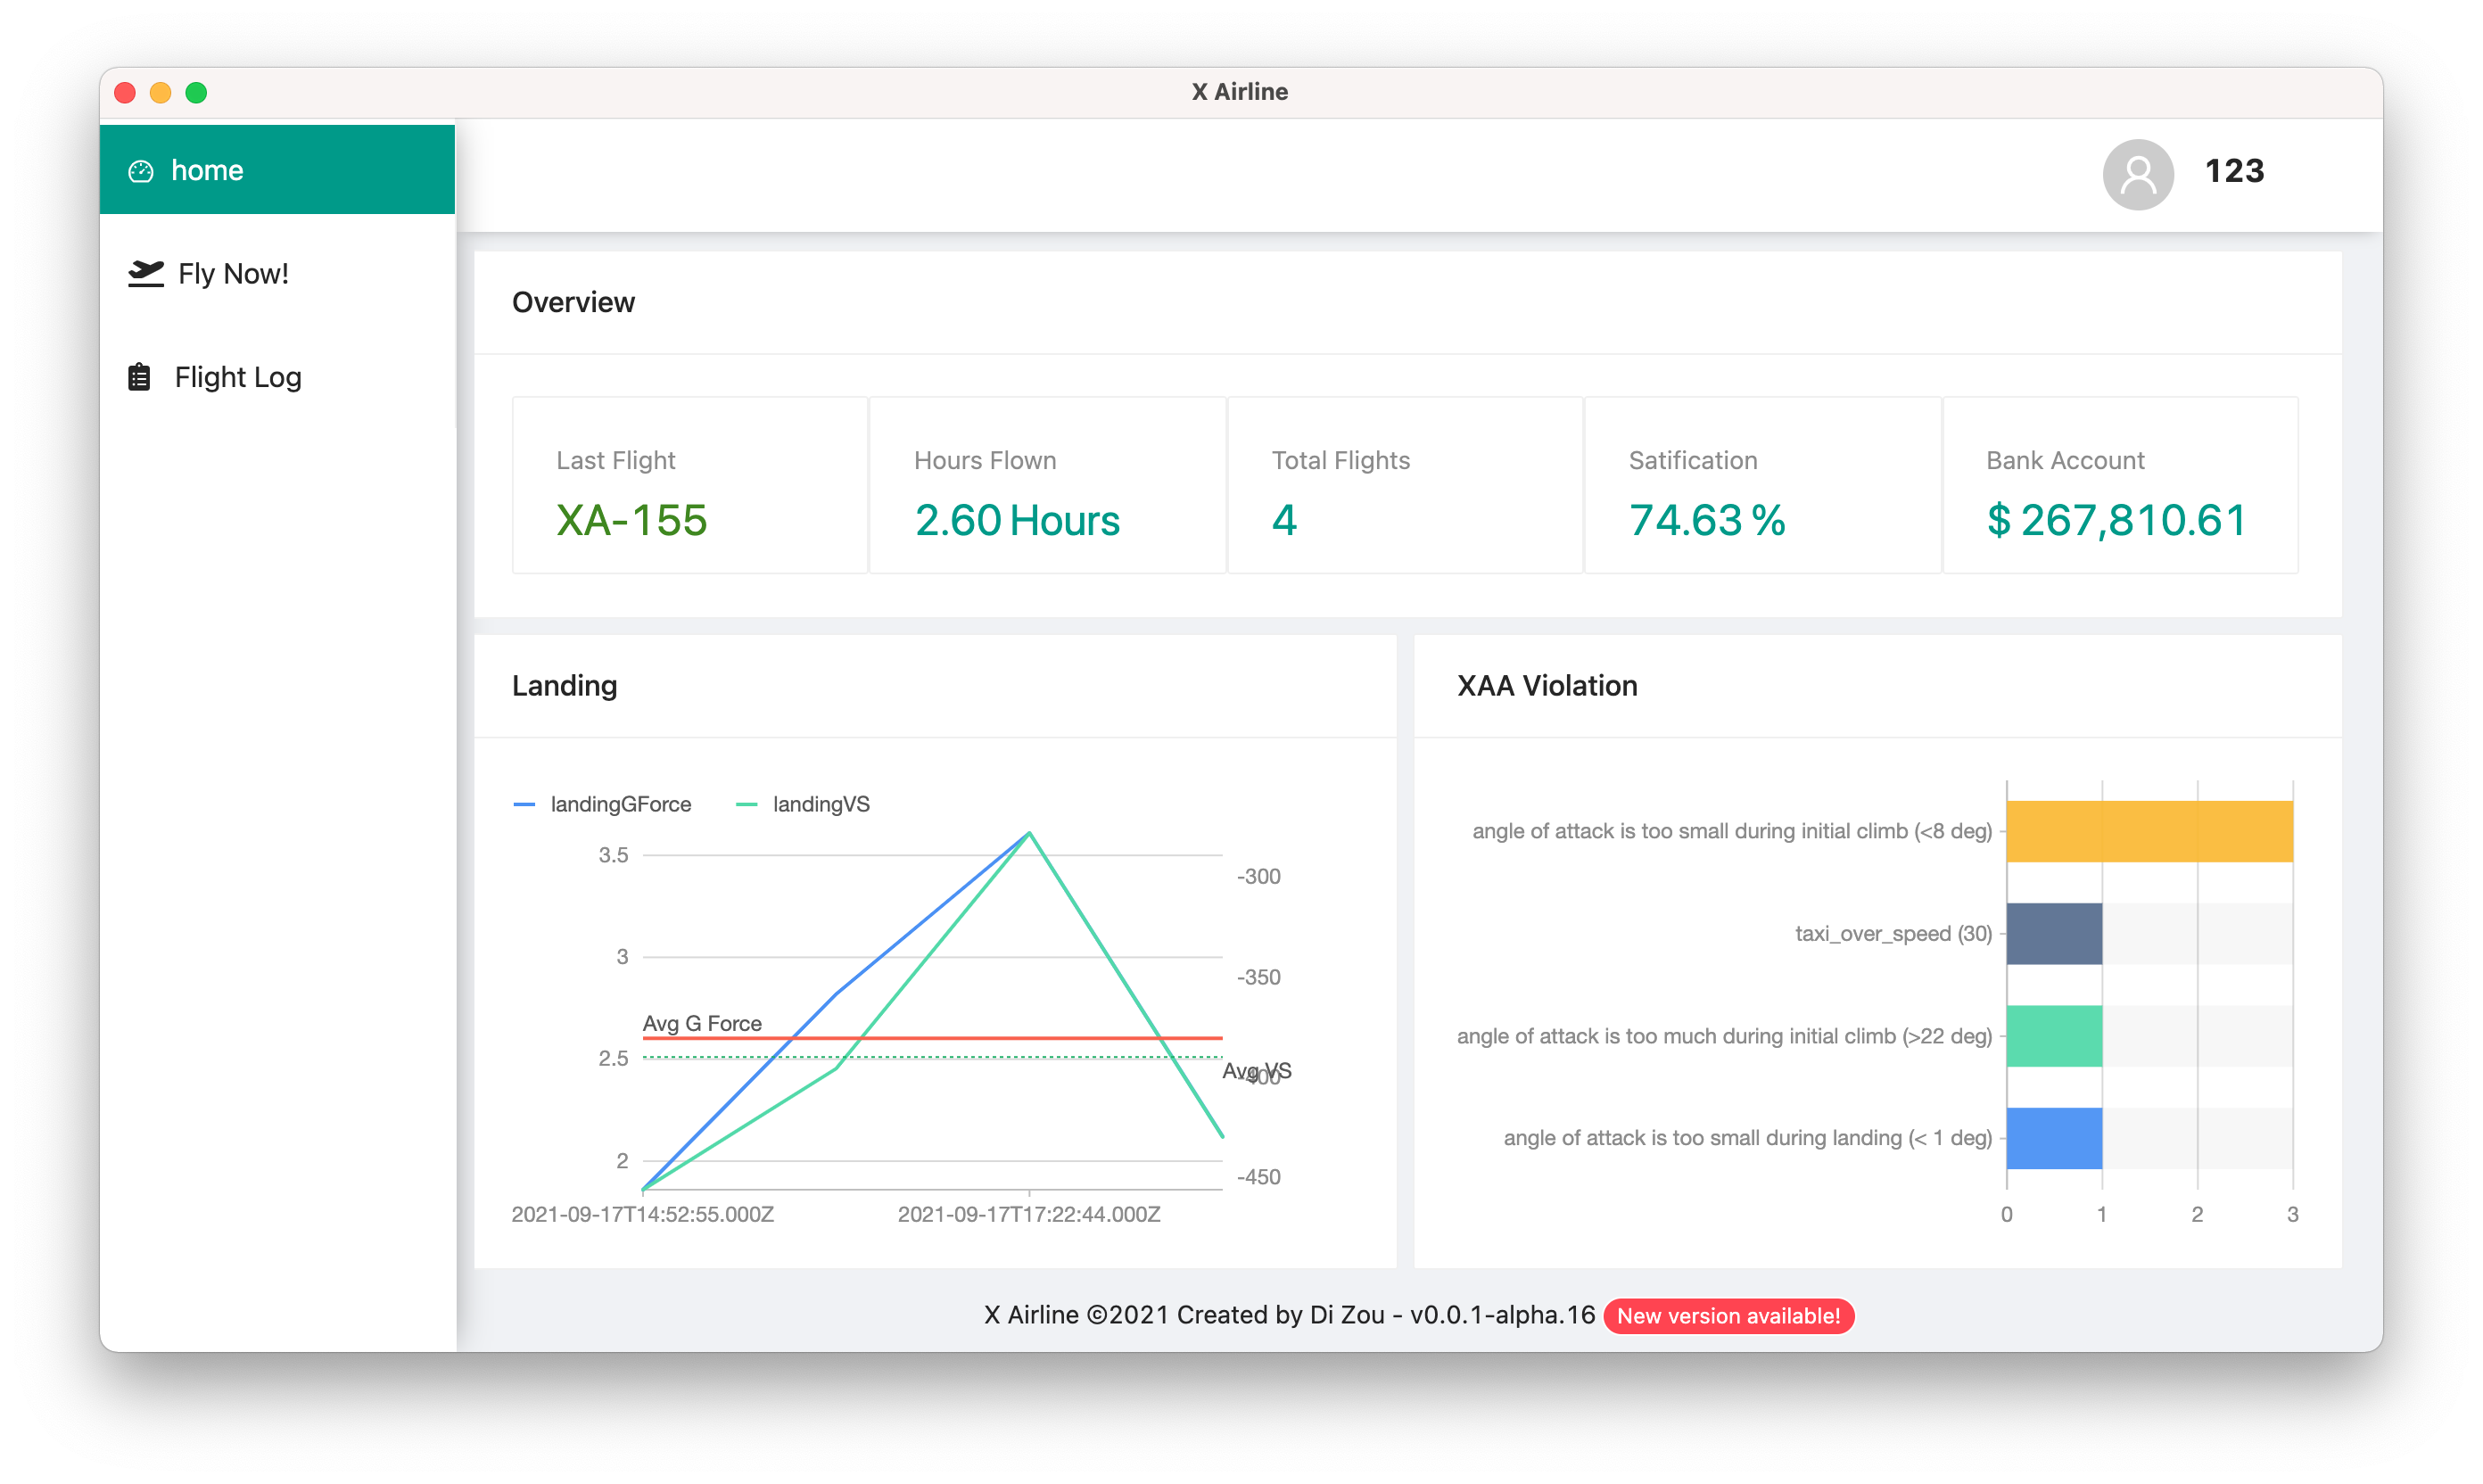 X Airline
home
123
Fly Now!
Flight Log
Overview
Last Flight
XA-155
Hours Flown
2.60 Hours
Total Flights
4
Satification
74.63 %
Bank Account
$ 267,810.61
Landing
landingGForce
landingVS
3.5
3
2.5
2
Avg G Force
-300
-350
Avg VS
-400
-450
2021-09-17T14:52:55.000Z
2021-09-17T17:22:44.000Z
XAA Violation
angle of attack is too small during initial climb (<8 deg)
taxi_over_speed (30)
angle of attack is too much during initial climb (>22 deg)
angle of attack is too small during landing (< 1 deg)
0 1 2 3
X Airline ©2021 Created by Di Zou - v0.0.1-alpha.16 New version available!